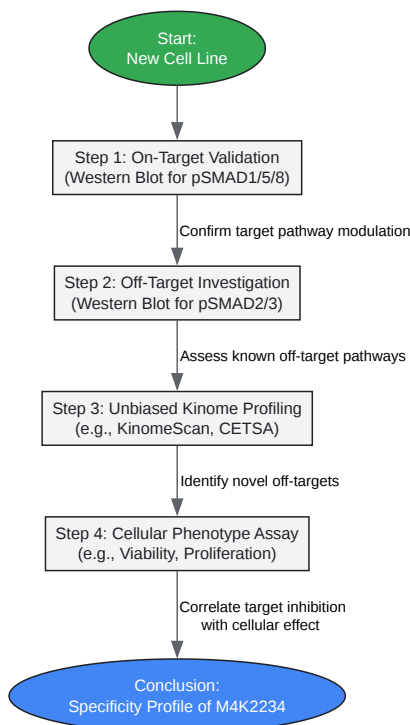 Start:
New Cell Line
Step 1: On-Target Validation
(Western Blot for pSMAD1/5/8)
Confirm target pathway modulation
Step 2: Off-Target Investigation
(Western Blot for pSMAD2/3)
Assess known off-target pathways
Step 3: Unbiased Kinome Profiling
(e.g., KinomeScan, CETSA)
Identify novel off-targets
Step 4: Cellular Phenotype Assay
(e.g., Viability, Proliferation)
Correlate target inhibition
with cellular effect
Conclusion:
Specificity Profile of M4K2234